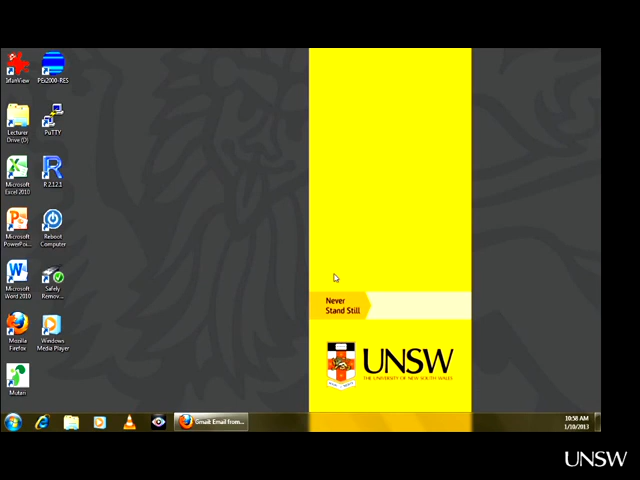 IrfanView
PEx2000-RES
Lecturer
Drive (D)
PuTTY
Microsoft
Excel 2010
R 2.12.1
Microsoft
PowerPoi...
Reboot
Computer
Microsoft
Word 2010
Safely
Remov...
Mozilla
Firefox
Windows
Media Player
Mutari
Never
Stand Still
UNSW
THE UNIVERSITY OF NEW SOUTH WALES
Gmail: Email from...
10:58 AM
1/10/2013
UNSW